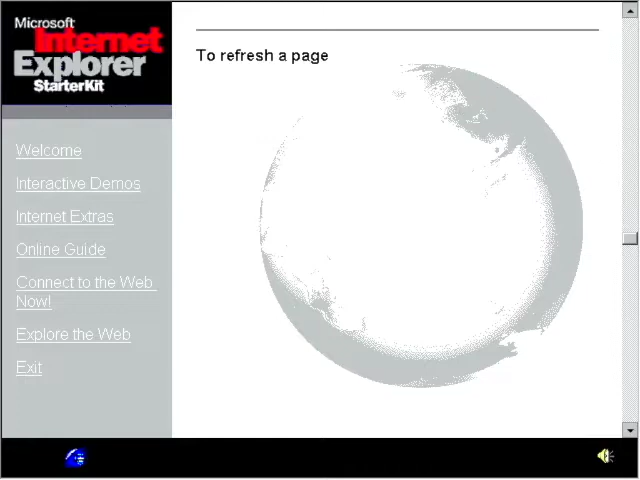 Microsoft
Internet
Explorer
StarterKit
To refresh a page
Welcome
Interactive Demos
Internet Extras
Online Guide
Connect to the Web
Now!
Explore the Web
Exit